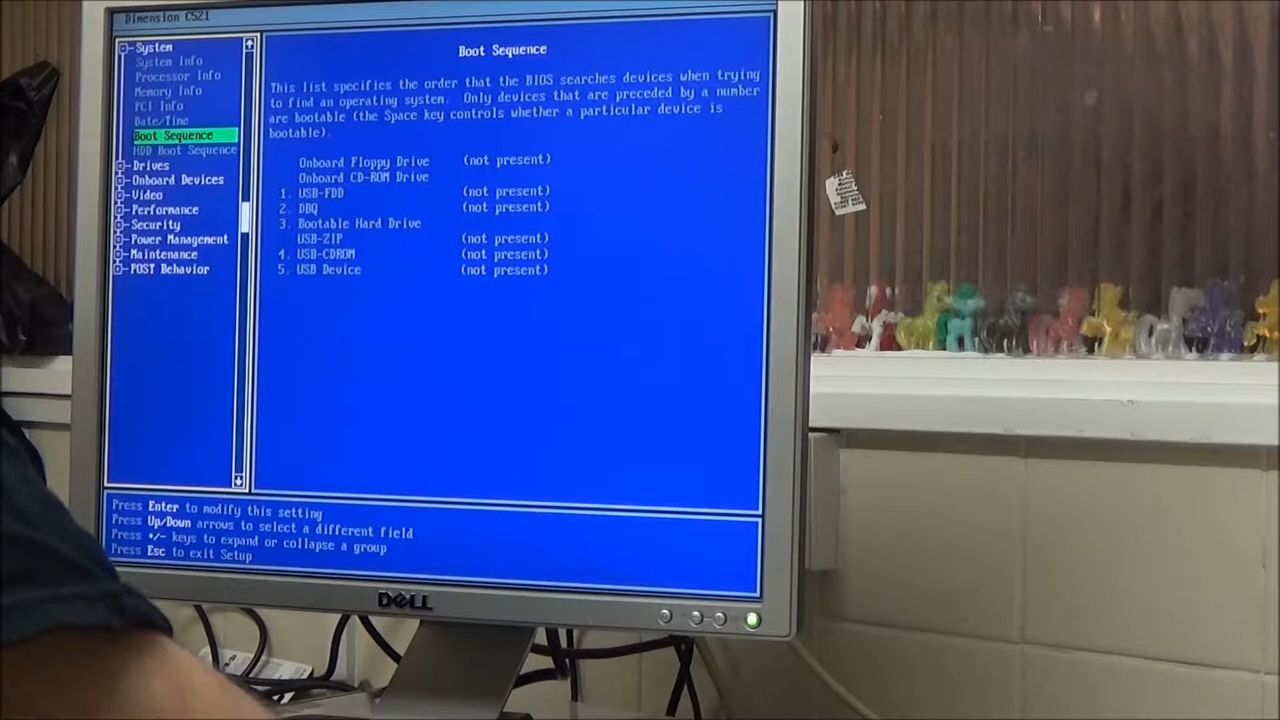 Dimension C521
System
System Info
Processor Info
Memory Info
PCI Info
Date/Time
Boot Sequence
HDD Boot Sequence
Drives
Onboard Devices
Video
Performance
Security
Power Management
Maintenance
POST Behavior
Boot Sequence
This list specifies the order that the BIOS searches devices when trying
to find an operating system. Only devices that are preceded by a number
are bootable (the Space key controls whether a particular device is
bootable).
Onboard Floppy Drive (not present)
Onboard CD-ROM Drive
1. USB-FDD (not present)
2. DBQ (not present)
3. Bootable Hard Drive
USB-ZIP (not present)
4. USB-CDROM (not present)
5. USB Device (not present)
Press Enter to modify this setting
Press Up/Down arrows to select a different field
Press +/- keys to expand or collapse a group
Press Esc to exit Setup
DELL